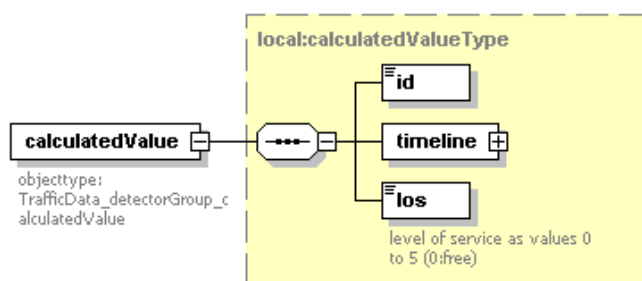 local:calculatedValueType
id
calculatedValue
timeline
objecttype:
TrafficData_detectorGroup_c
alculatedValue
los
level of service as values 0
to 5 (0:free)